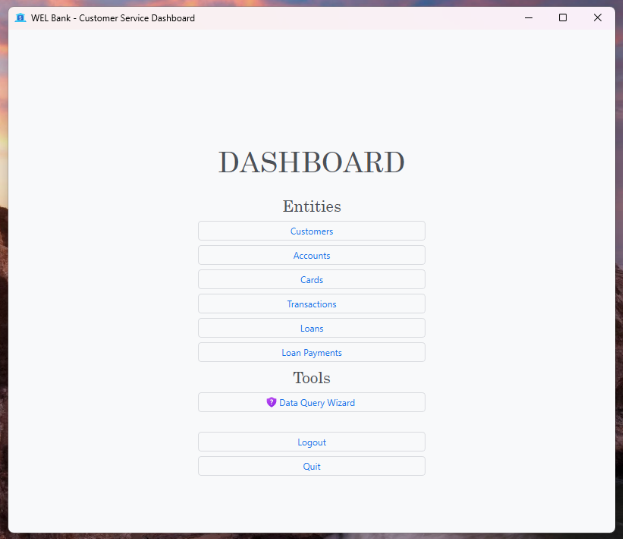 WEL Bank - Customer Service Dashboard
DASHBOARD
Entities
Customers
Accounts
Cards
Transactions
Loans
Loan Payments
Tools
Data Query Wizard
Logout
Quit